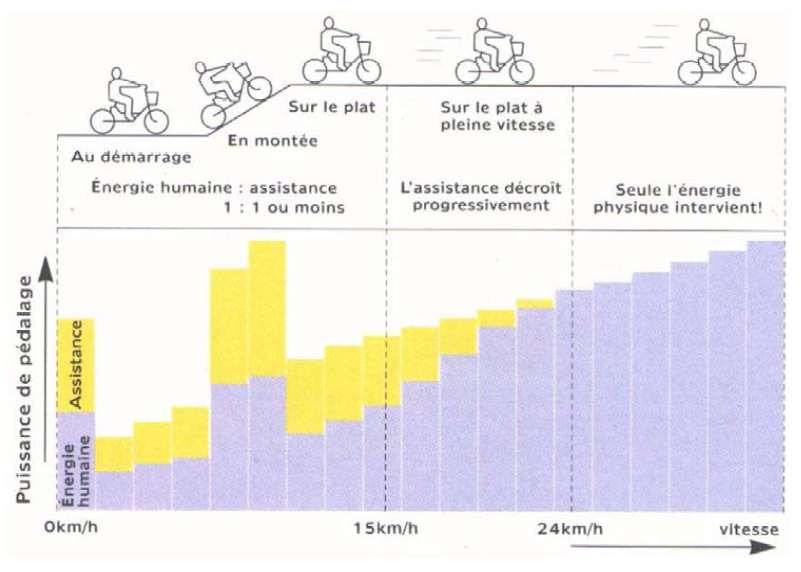 Sur le plat
Sur le plat à
pleine vitesse
En montée
Au démarrage
Énergie humaine : assistance
1 : 1 ou moins
L'assistance décroît
progressivement
Seule l'énergie
physique intervient!
Puissance de pédalage
Assistance
Énergie
humaine
0km/h
15km/h
24km/h
vitesse